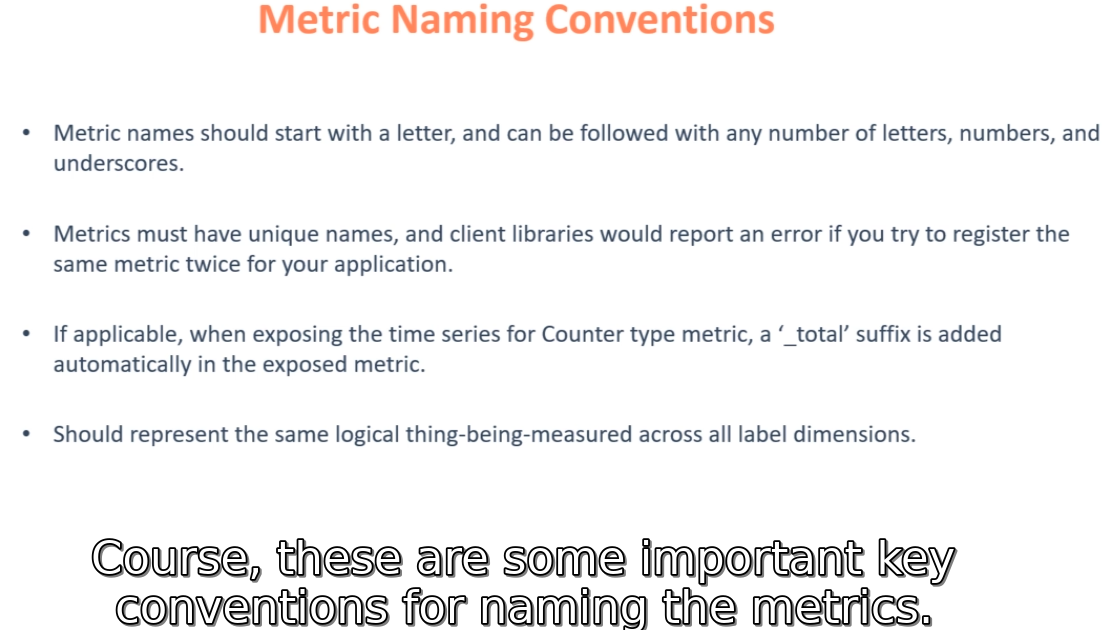 Metric Naming Conventions
• Metric names should start with a letter, and can be followed with any number of letters, numbers, and
underscores.
• Metrics must have unique names, and client libraries would report an error if you try to register the
same metric twice for your application.
• If applicable, when exposing the time series for Counter type metric, a ‘_total’ suffix is added
automatically in the exposed metric.
• Should represent the same logical thing-being-measured across all label dimensions.
Course, these are some important key
conventions for naming the metrics.